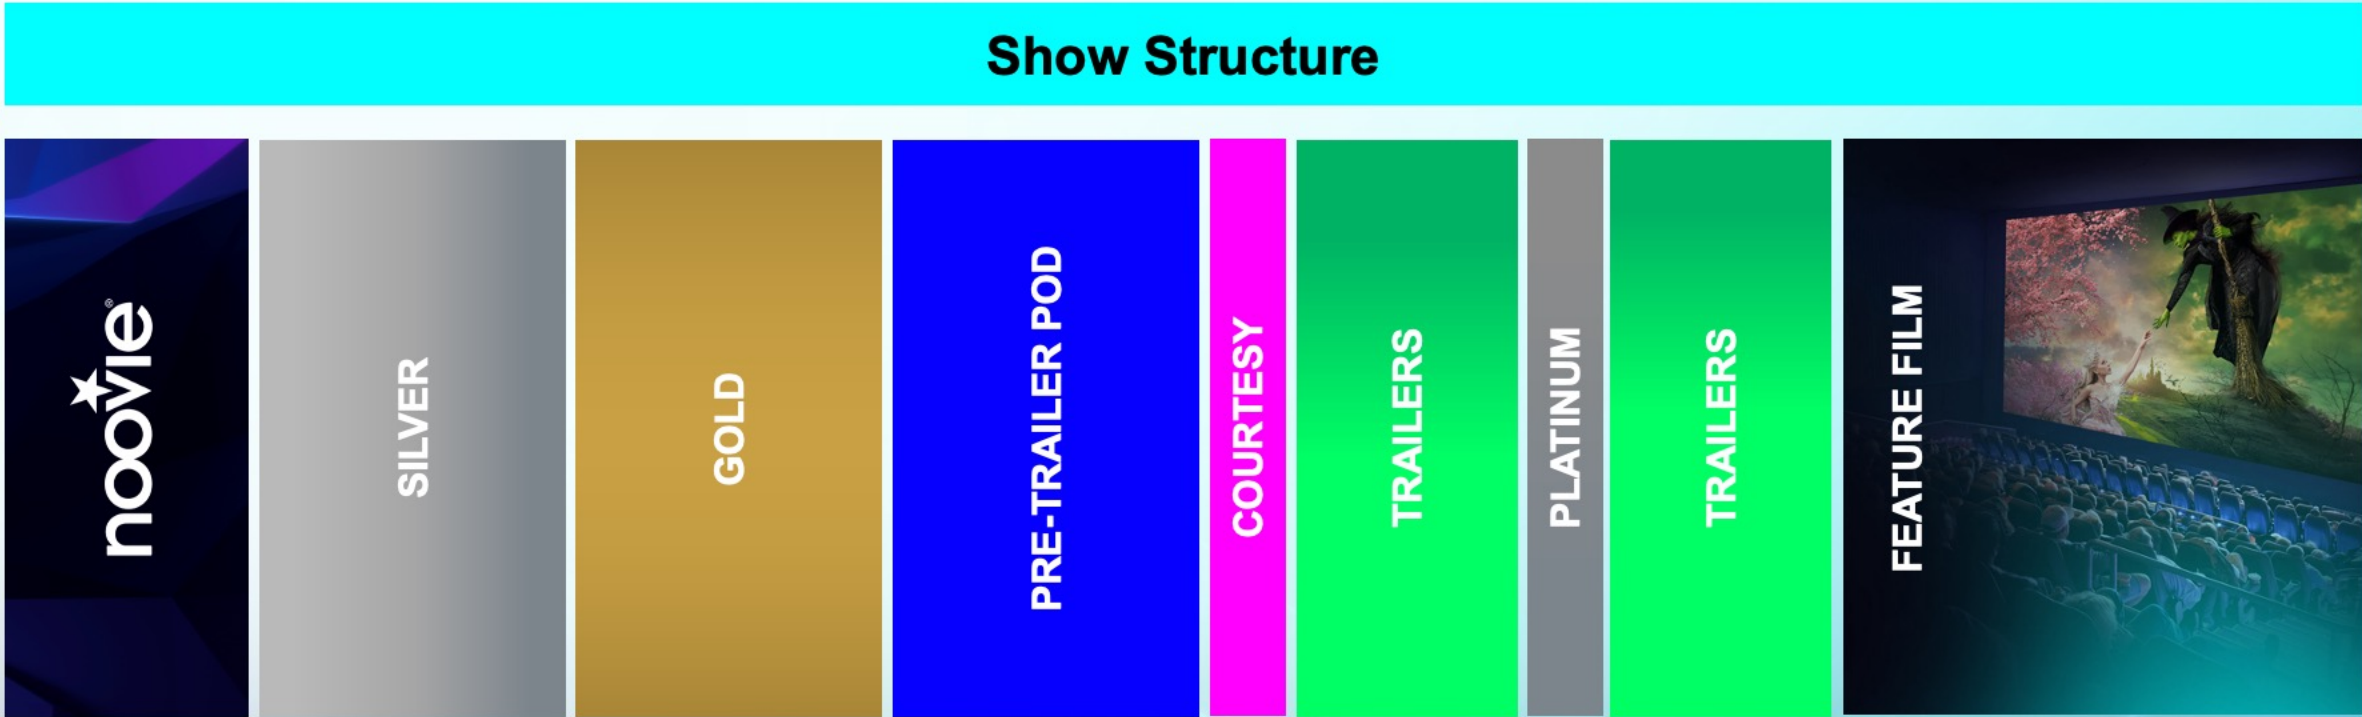 Show Structure
noovie®
SILVER
GOLD
PRE-TRAILER POD
COURTESY
TRAILERS
PLATINUM
TRAILERS
FEATURE FILM